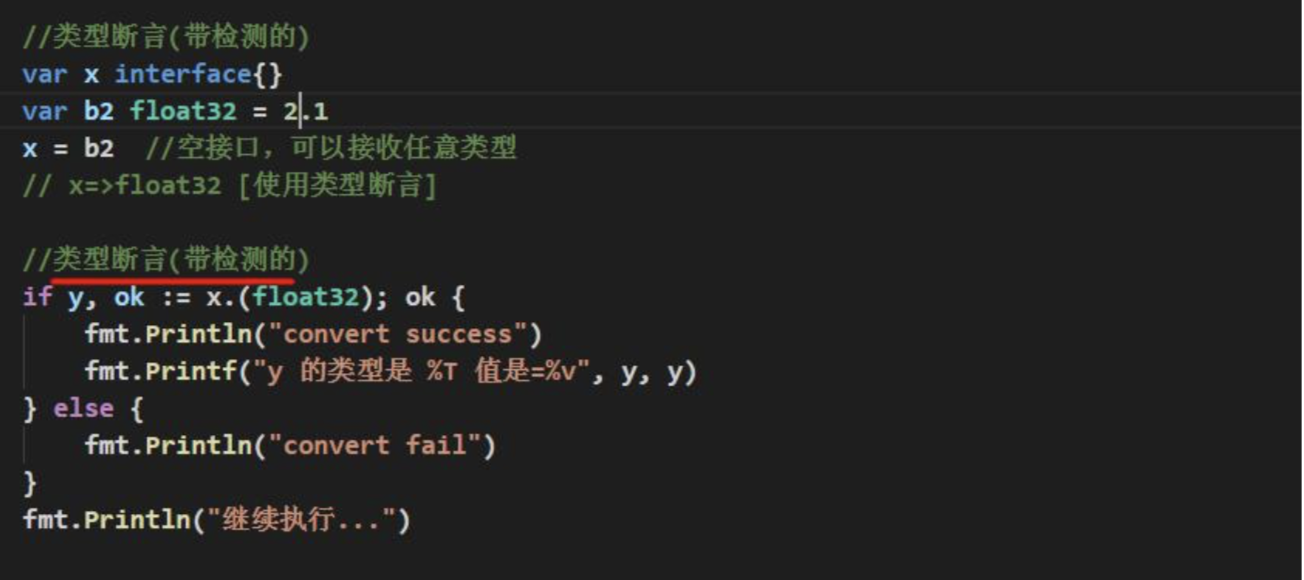 //类型断言(带检测的)
var x interface{}
var b2 float32 = 2.1
x = b2  //空接口，可以接收任意类型
// x=>float32 [使用类型断言]
//类型断言(带检测的)
if y, ok := x.(float32); ok {
    fmt.Println("convert success")
    fmt.Printf("y 的类型是 %T 值是=%v", y, y)
} else {
    fmt.Println("convert fail")
}
fmt.Println("继续执行...")